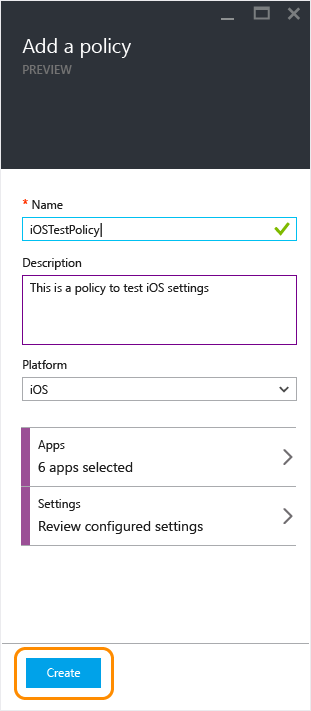 Add a policy
PREVIEW
* Name
iOSTestPolicy
Description
This is a policy to test iOS settings
Platform
iOS
Apps
6 apps selected
Settings
Review configured settings
Create